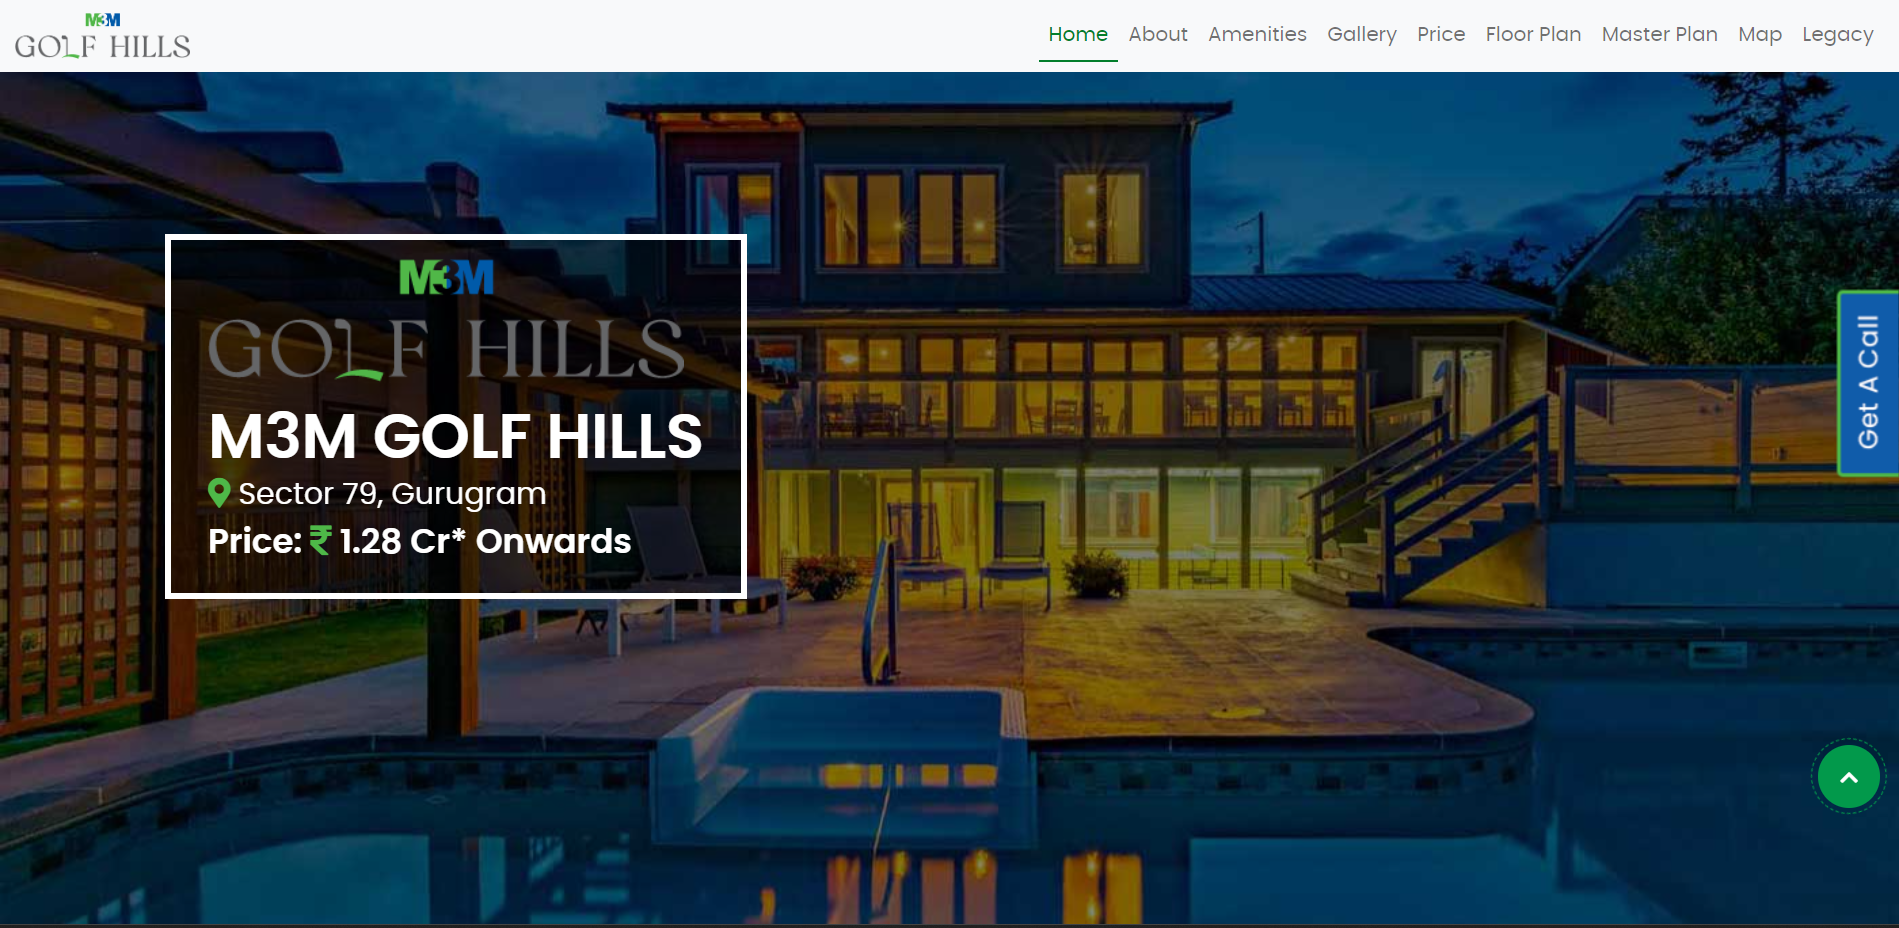 M3M
GOLF HILLS
Home About Amenities Gallery Price Floor Plan Master Plan Map Legacy
M3M
GOLF HILLS
M3M GOLF HILLS
Sector 79, Gurugram
Price: ₹ 1.28 Cr* Onwards
Get A Call